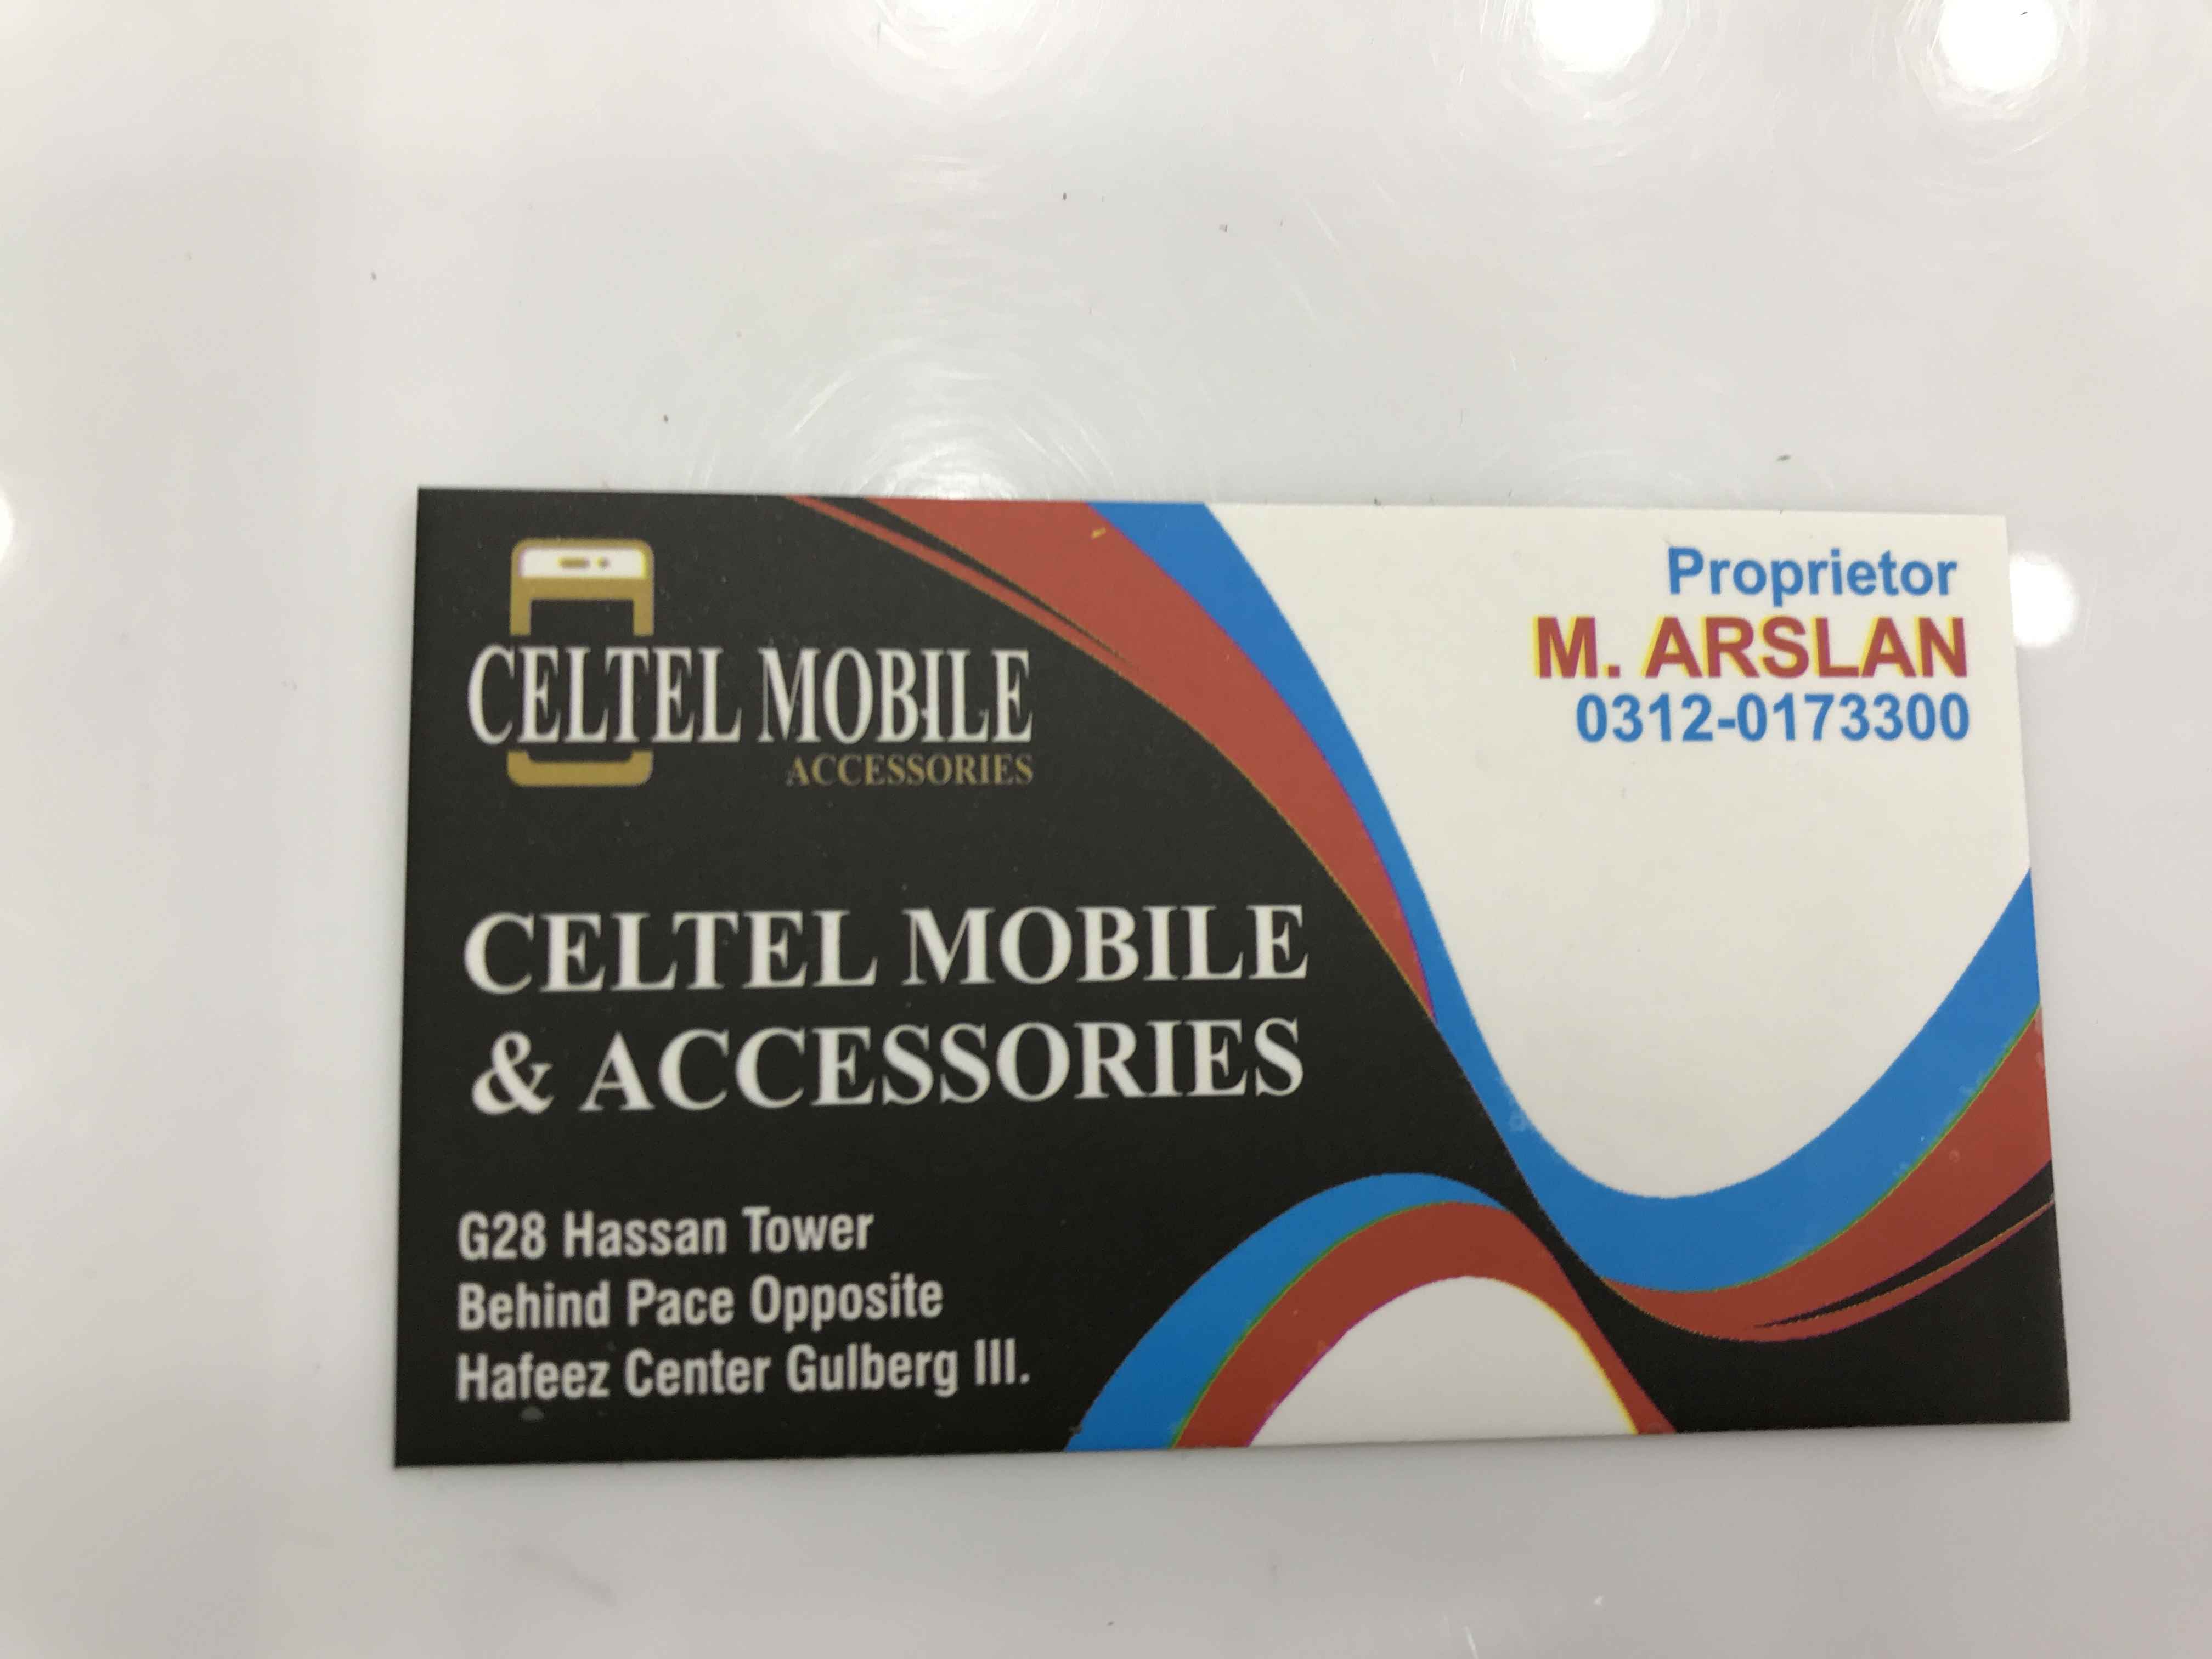 CELTEL MOBILE
ACCESSORIES
Proprietor
M. ARSLAN
0312-0173300
CELTEL MOBILE
& ACCESSORIES
G28 Hassan Tower
Behind Pace Opposite
Hafeez Center Gulberg III.